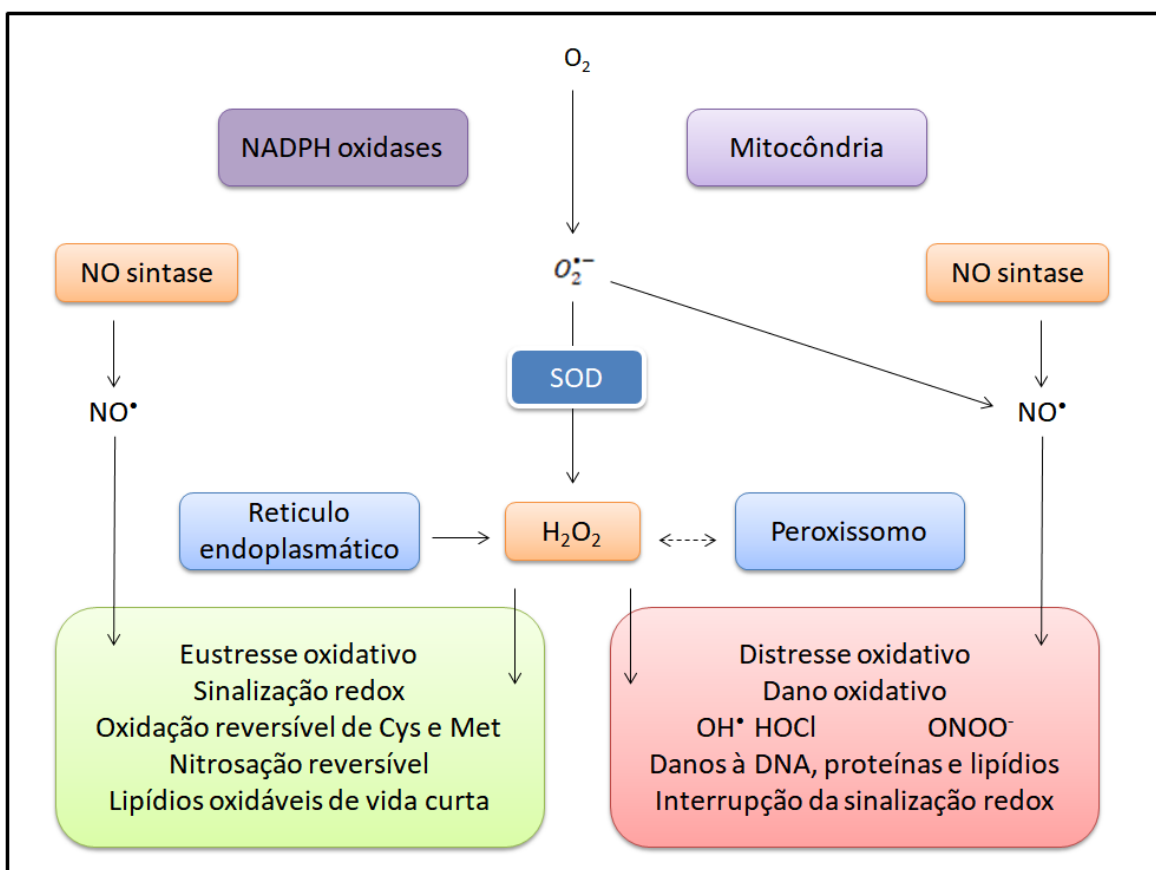 O₂
NADPH oxidases
Mitocôndria
NO sintase
O₂•−
NO sintase
SOD
NO•
NO•
Reticulo
endoplasmático
H₂O₂
Peroxissomo
Eustresse oxidativo
Sinalização redox
Oxidação reversível de Cys e Met
Nitrosação reversível
Lipídios oxidáveis de vida curta
Distresse oxidativo
Dano oxidativo
OH• HOCl ONOO⁻
Danos à DNA, proteínas e lipídios
Interrupção da sinalização redox